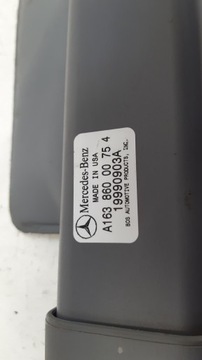 Mercedes-Benz
MADE IN USA
A163 860 00 75 4
19990903A
BOS AUTOMOTIVE PRODUCTS, INC.